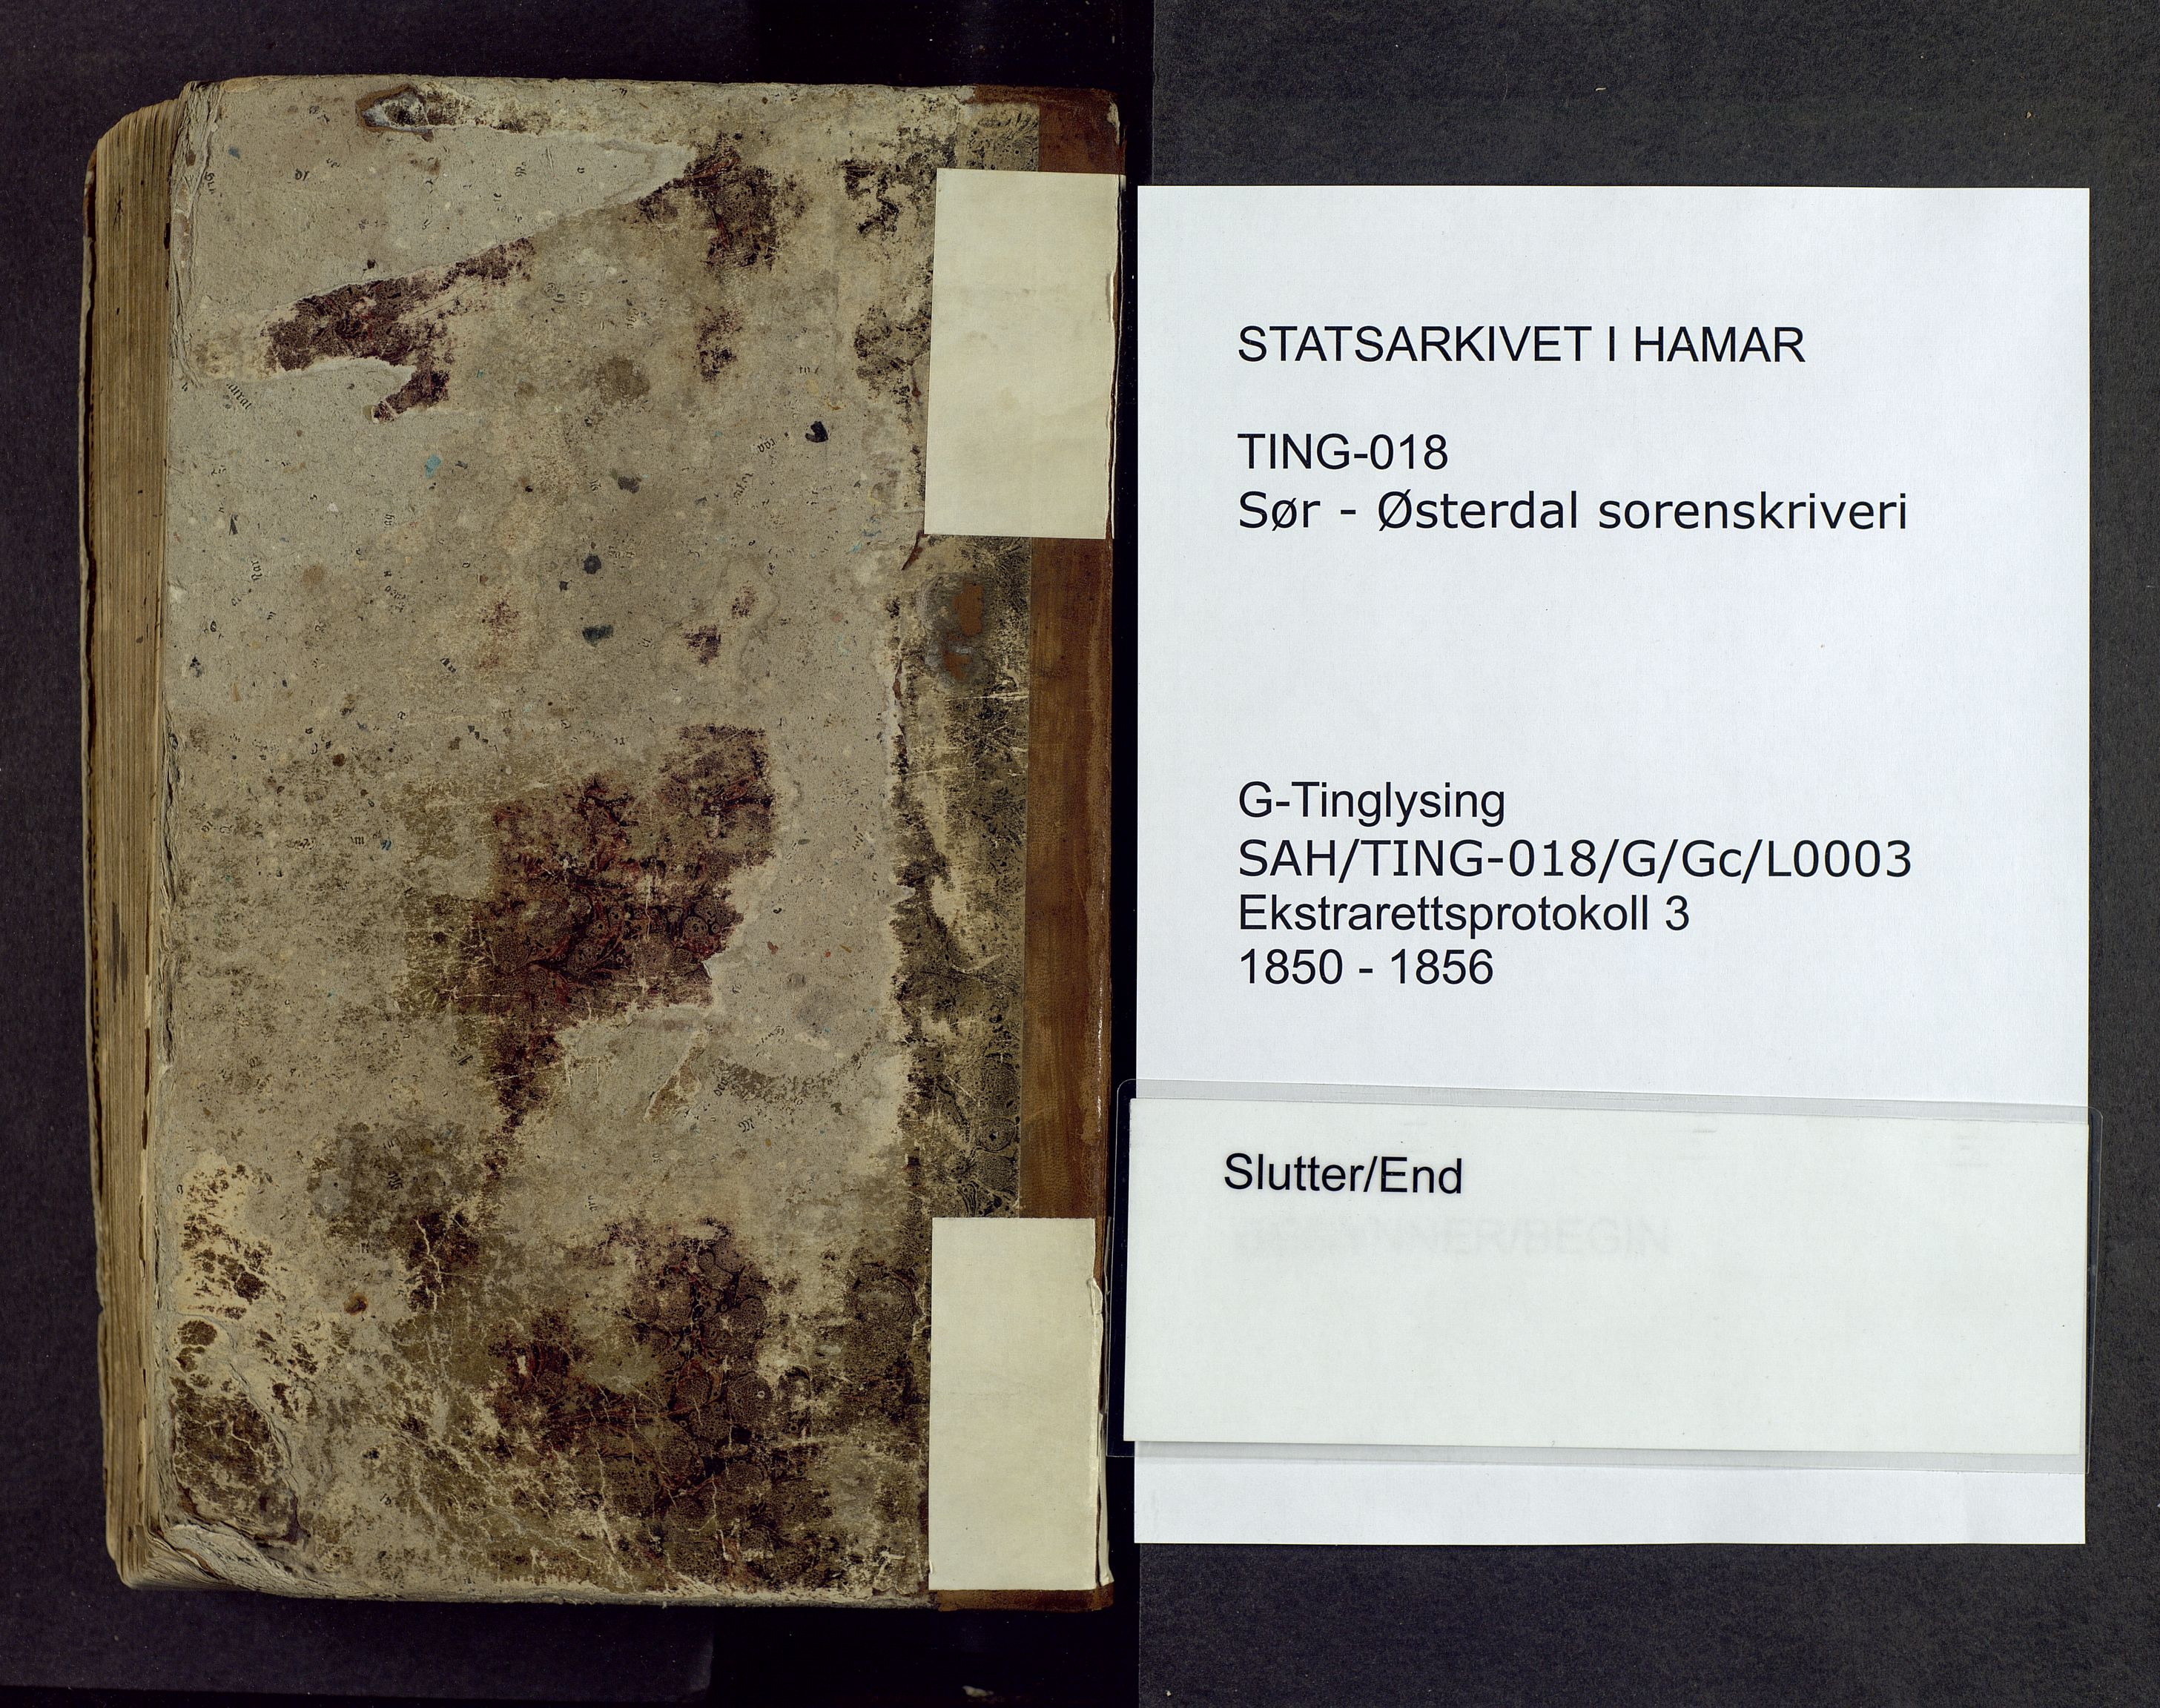 STATSARKIVET I HAMAR
TING-018
Sør - Østerdal sorenskriveri
G-Tinglysing
SAH/TING-018/G/Gc/L0003
Ekstrarettsprotokoll 3
1850 - 1856
Slutter/End